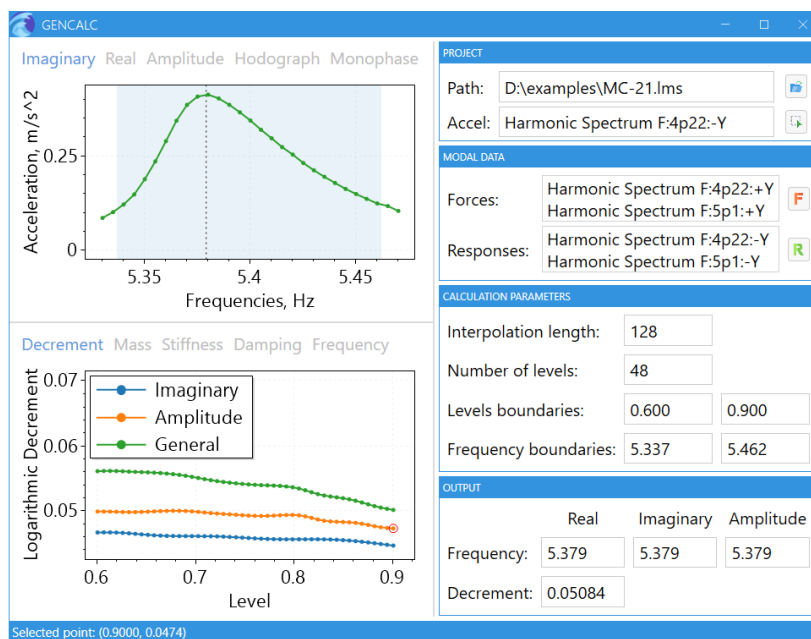 GENCALC
Imaginary Real Amplitude Hodograph Monophase
Acceleration, m/s^2
0.25
0
5.35 5.4 5.45
Frequencies, Hz
Decrement Mass Stiffness Damping Frequency
Logarithmic Decrement
0.07
0.06
0.05
Imaginary
Amplitude
General
0.6 0.7 0.8 0.9
Level
PROJECT
Path: D:\examples\MC-21.lms
Accel: Harmonic Spectrum F:4p22:-Y
MODAL DATA
Forces:
Harmonic Spectrum F:4p22:+Y
Harmonic Spectrum F:5p1:+Y
F
Responses:
Harmonic Spectrum F:4p22:-Y
Harmonic Spectrum F:5p1:-Y
R
CALCULATION PARAMETERS
Interpolation length: 128
Number of levels: 48
Levels boundaries: 0.600 0.900
Frequency boundaries: 5.337 5.462
OUTPUT
Real Imaginary Amplitude
Frequency: 5.379 5.379 5.379
Decrement: 0.05084
Selected point: (0.9000, 0.0474)